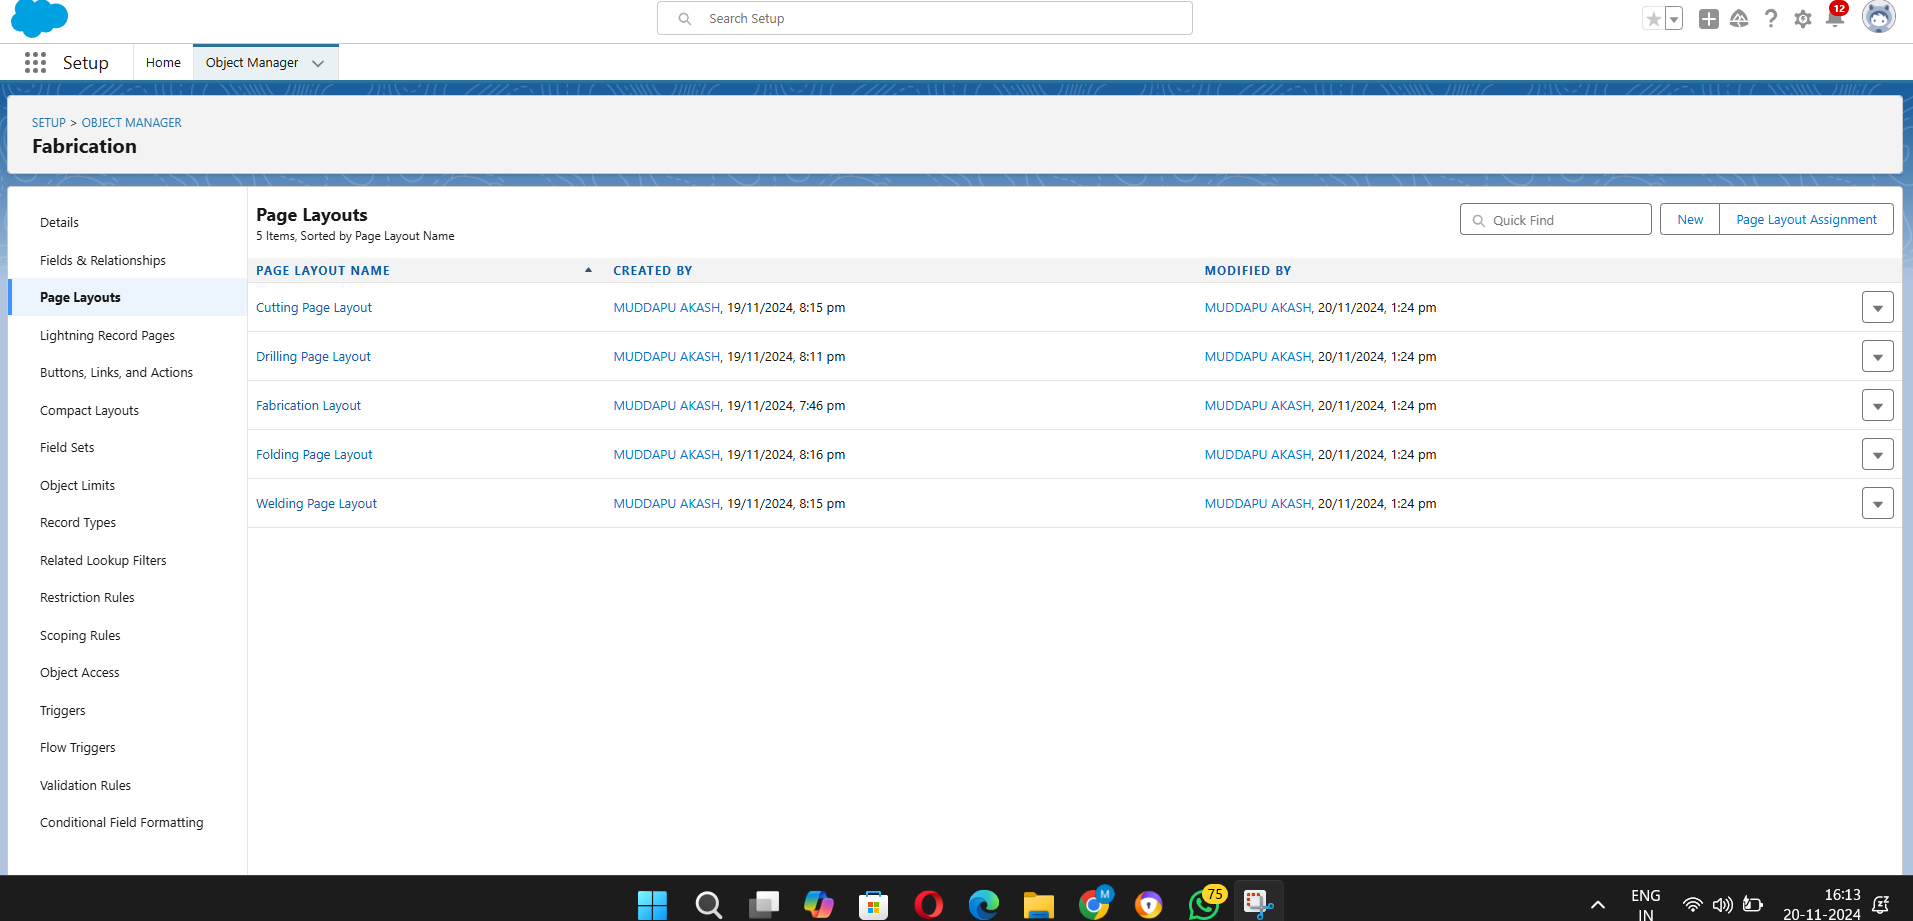 Search Setup
12
Setup
Home
Object Manager
SETUP > OBJECT MANAGER
Fabrication
Details
Fields & Relationships
Page Layouts
Lightning Record Pages
Buttons, Links, and Actions
Compact Layouts
Field Sets
Object Limits
Record Types
Related Lookup Filters
Restriction Rules
Scoping Rules
Object Access
Triggers
Flow Triggers
Validation Rules
Conditional Field Formatting
Page Layouts
5 Items, Sorted by Page Layout Name
Quick Find
New
Page Layout Assignment
PAGE LAYOUT NAME CREATED BY MODIFIED BY
Cutting Page Layout MUDDAPU AKASH, 19/11/2024, 8:15 pm MUDDAPU AKASH, 20/11/2024, 1:24 pm
Drilling Page Layout MUDDAPU AKASH, 19/11/2024, 8:11 pm MUDDAPU AKASH, 20/11/2024, 1:24 pm
Fabrication Layout MUDDAPU AKASH, 19/11/2024, 7:46 pm MUDDAPU AKASH, 20/11/2024, 1:24 pm
Folding Page Layout MUDDAPU AKASH, 19/11/2024, 8:16 pm MUDDAPU AKASH, 20/11/2024, 1:24 pm
Welding Page Layout MUDDAPU AKASH, 19/11/2024, 8:15 pm MUDDAPU AKASH, 20/11/2024, 1:24 pm
M
75
ENG
IN
16:13
20-11-2024